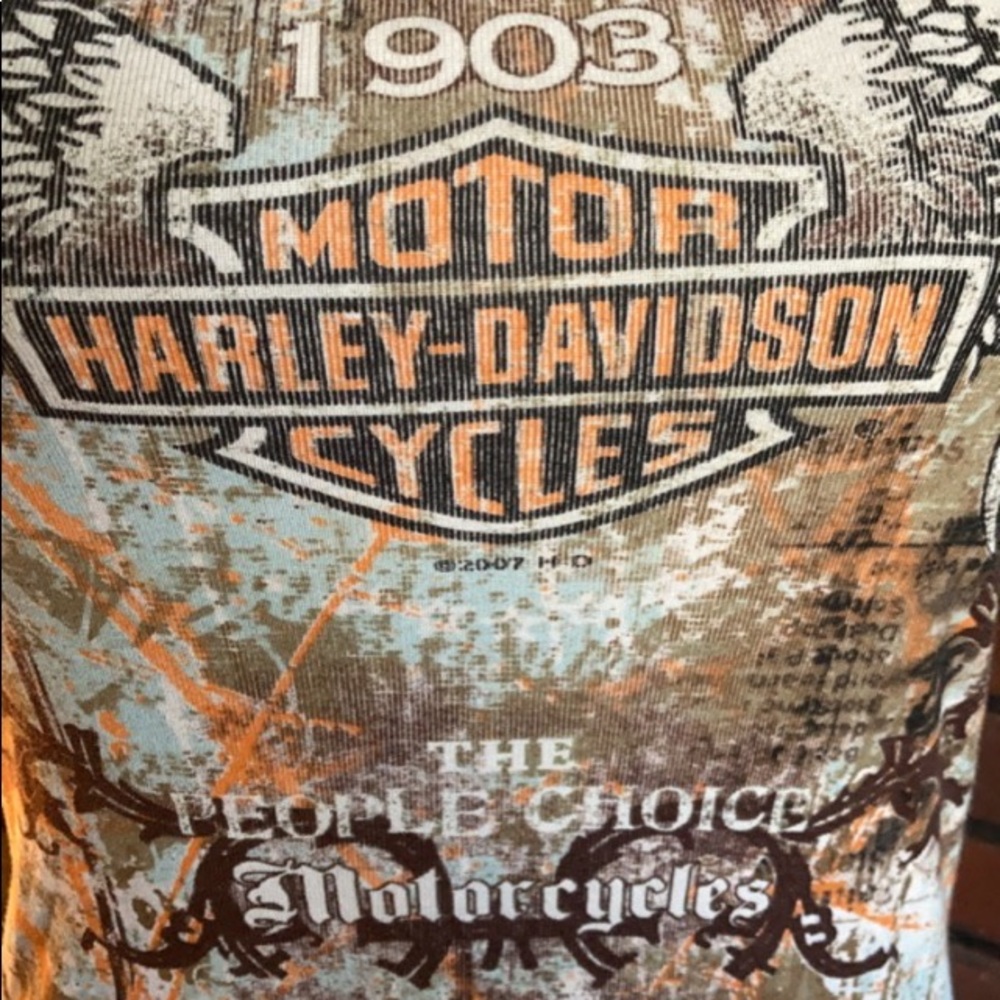 1903
MOTOR
HARLEY-DAVIDSON
CYCLES
©2007 H-D
THE
PEOPLE CHOICE
Motorcycles